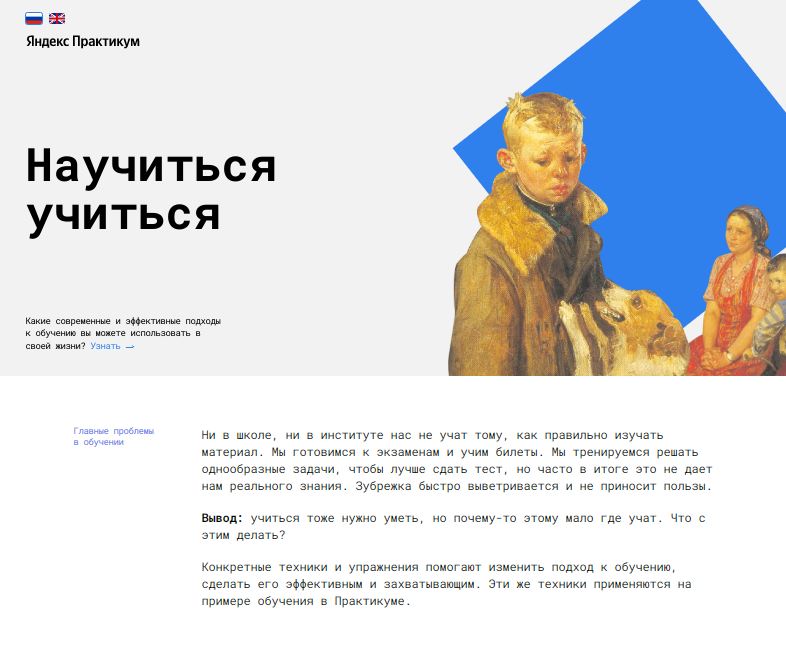 Яндекс Практикум
Научиться
учиться
Какие современные и эффективные подходы
к обучению вы можете использовать в
своей жизни? Узнать →
Главные проблемы
в обучении
Ни в школе, ни в институте нас не учат тому, как правильно изучать
материал. Мы готовимся к экзаменам и учим билеты. Мы тренируемся решать
однообразные задачи, чтобы лучше сдать тест, но часто в итоге это не дает
нам реального знания. Зубрежка быстро выветривается и не приносит пользы.
Вывод: учиться тоже нужно уметь, но почему-то этому мало где учат. Что с
этим делать?
Конкретные техники и упражнения помогают изменить подход к обучению,
сделать его эффективным и захватывающим. Эти же техники применяются на
примере обучения в Практикуме.